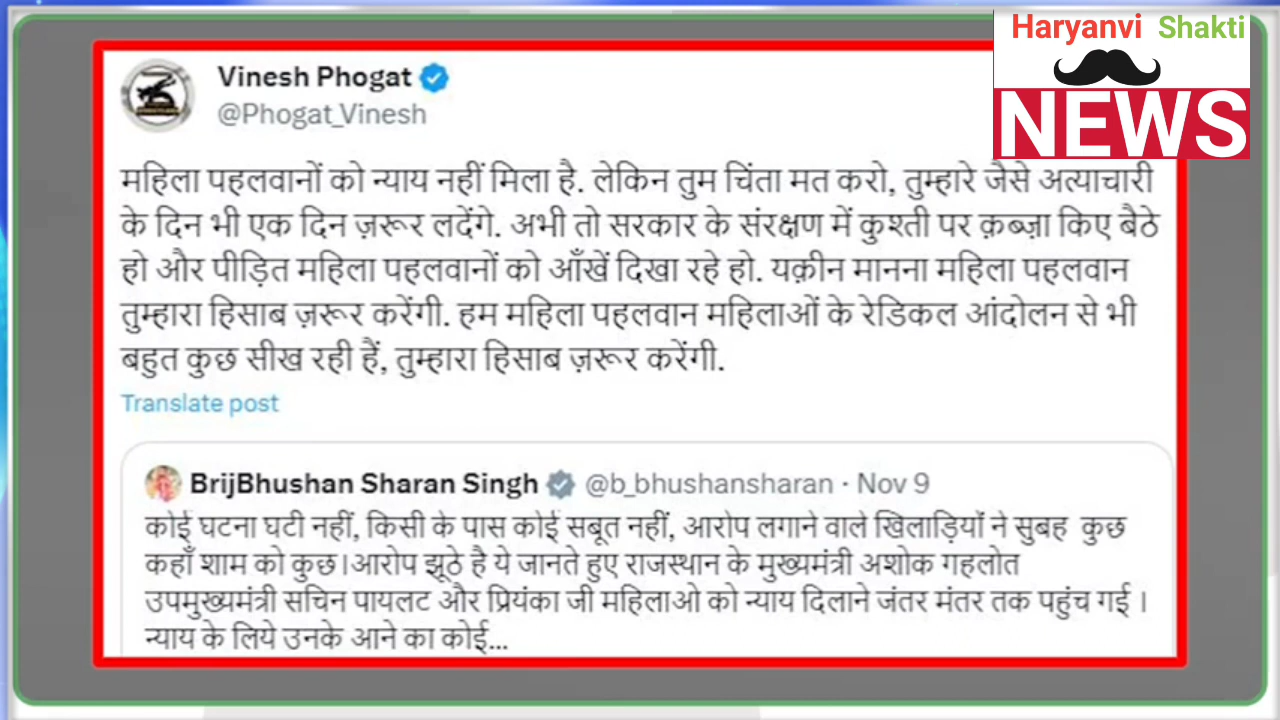 Haryanvi Shakti
NEWS
Vinesh Phogat
@Phogat_Vinesh
महिला पहलवानों को न्याय नहीं मिला है. लेकिन तुम चिंता मत करो, तुम्हारे जैसे अत्याचारी
के दिन भी एक दिन ज़रूर लदेंगे. अभी तो सरकार के संरक्षण में कुश्ती पर क़ब्ज़ा किए बैठे
हो और पीड़ित महिला पहलवानों को आँखें दिखा रहे हो. यक़ीन मानना महिला पहलवान
तुम्हारा हिसाब ज़रूर करेंगी. हम महिला पहलवान महिलाओं के रेडिकल आंदोलन से भी
बहुत कुछ सीख रही हैं, तुम्हारा हिसाब ज़रूर करेंगी.
Translate post
BrijBhushan Sharan Singh @b_bhushansharan · Nov 9
कोई घटना घटी नहीं, किसी के पास कोई सबूत नहीं, आरोप लगाने वाले खिलाड़ियों ने सुबह कुछ
कहाँ शाम को कुछ।आरोप झूठे है ये जानते हुए राजस्थान के मुख्यमंत्री अशोक गहलोत
उपमुख्यमंत्री सचिन पायलट और प्रियंका जी महिलाओ को न्याय दिलाने जंतर मंतर तक पहुंच गई ।
न्याय के लिये उनके आने का कोई...